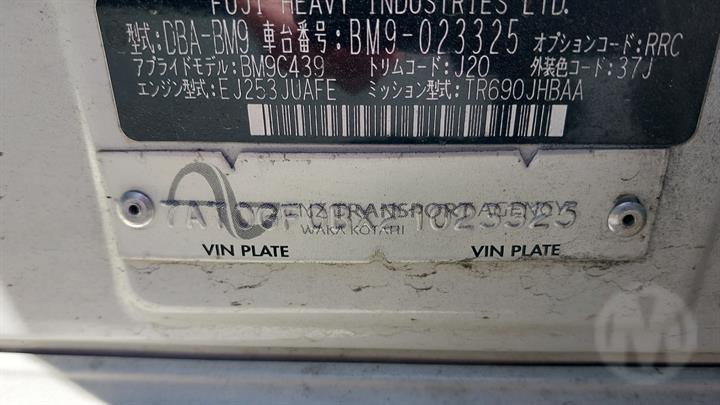 FUJI HEAVY INDUSTRIES LTD.
型式:DBA-BM9 車台番号:BM9-023325 オプションコード:RRC
アプライドモデル:BM9C439 トリムコード:J20 外装色コード:37J
エンジン型式:EJ253JUAFE ミッション型式:TR690JHBAA
NZ TRANSPORT AGENCY
WAKA KOTAHI
VIN PLATE VIN PLATE
M